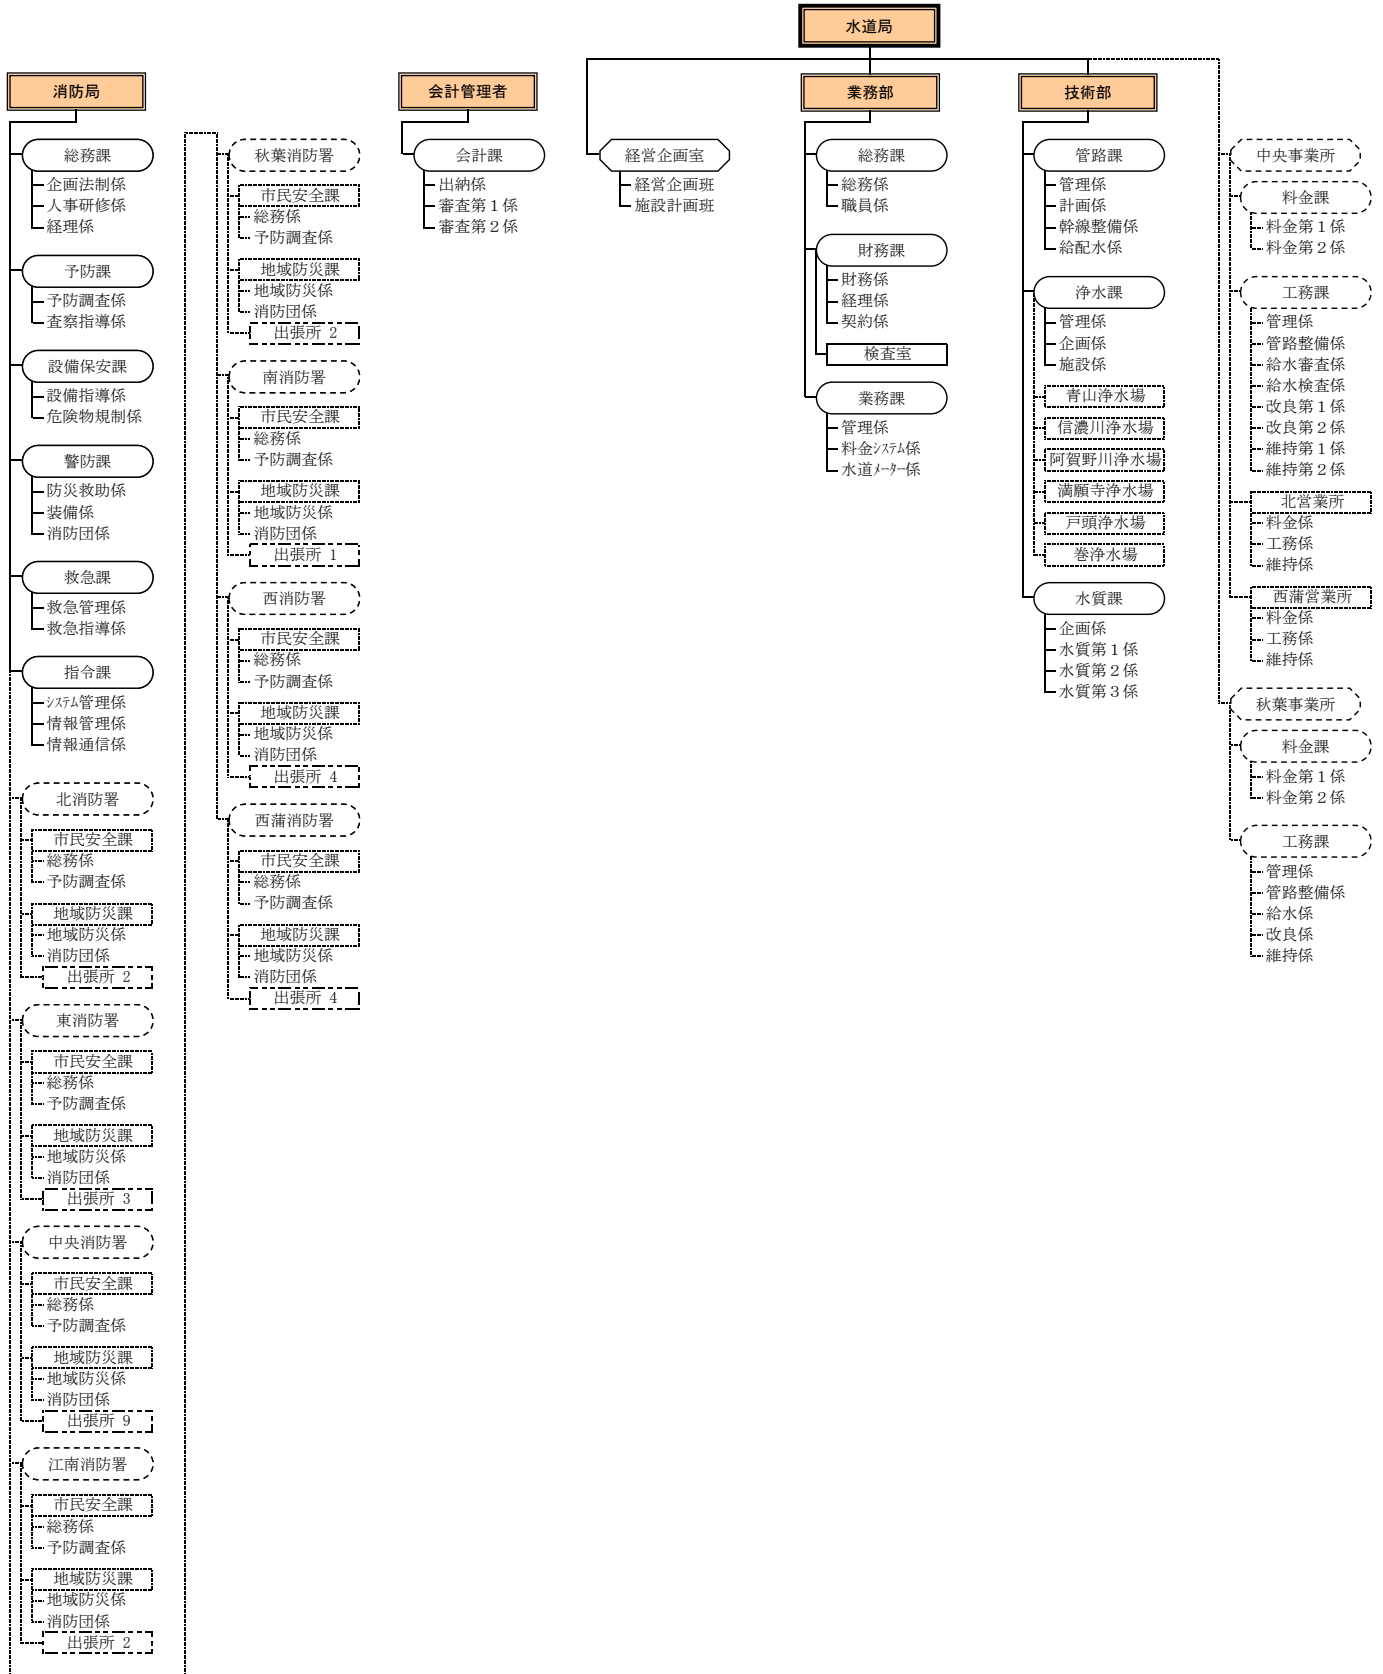 消防局
総務課
企画法制係
人事研修係
経理係
予防課
予防調査係
査察指導係
設備保安課
設備指導係
危険物規制係
警防課
防災救助係
装備係
消防団係
救急課
救急管理係
救急指導係
指令課
ｼｽﾃﾑ管理係
情報管理係
情報通信係
北消防署
市民安全課
総務係
予防調査係
地域防災課
地域防災係
消防団係
出張所 2
東消防署
市民安全課
総務係
予防調査係
地域防災課
地域防災係
消防団係
出張所 3
中央消防署
市民安全課
総務係
予防調査係
地域防災課
地域防災係
消防団係
出張所 9
江南消防署
市民安全課
総務係
予防調査係
地域防災課
地域防災係
消防団係
出張所 2
秋葉消防署
市民安全課
総務係
予防調査係
地域防災課
地域防災係
消防団係
出張所 2
南消防署
市民安全課
総務係
予防調査係
地域防災課
地域防災係
消防団係
出張所 1
西消防署
市民安全課
総務係
予防調査係
地域防災課
地域防災係
消防団係
出張所 4
西蒲消防署
市民安全課
総務係
予防調査係
地域防災課
地域防災係
消防団係
出張所 4
会計管理者
会計課
出納係
審査第１係
審査第２係
水道局
経営企画室
経営企画班
施設計画班
業務部
総務課
総務係
職員係
財務課
財務係
経理係
契約係
検査室
業務課
管理係
料金ｼｽﾃﾑ係
水道ﾒｰﾀｰ係
技術部
管路課
管理係
計画係
幹線整備係
給配水係
浄水課
管理係
企画係
施設係
青山浄水場
信濃川浄水場
阿賀野川浄水場
満願寺浄水場
戸頭浄水場
巻浄水場
水質課
企画係
水質第１係
水質第２係
水質第３係
中央事業所
料金課
料金第１係
料金第２係
工務課
管理係
管路整備係
給水審査係
給水検査係
改良第１係
改良第２係
維持第１係
維持第２係
北営業所
料金係
工務係
維持係
西蒲営業所
料金係
工務係
維持係
秋葉事業所
料金課
料金第１係
料金第２係
工務課
管理係
管路整備係
給水係
改良係
維持係